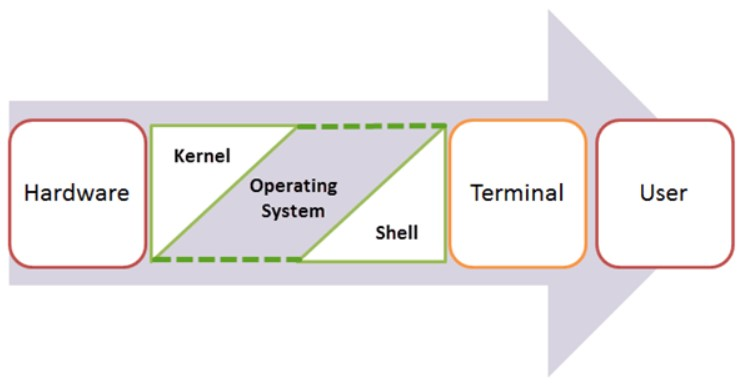 Hardware
Kernel
Operating
System
Shell
Terminal
User